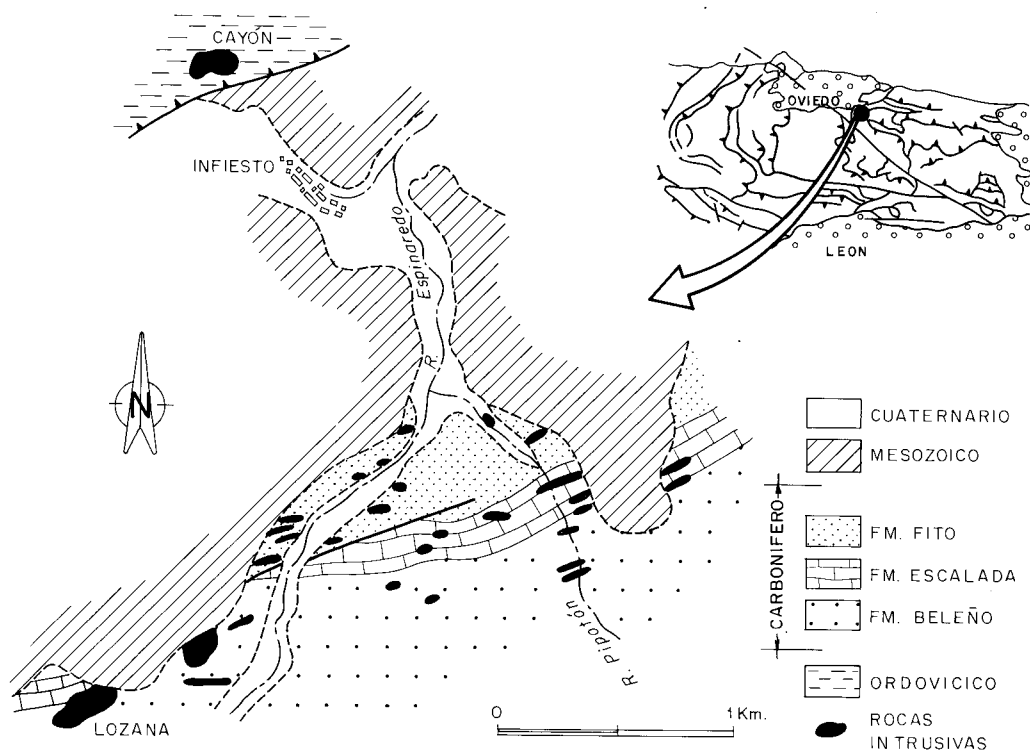 CAYÓN
INFIESTO
R. Espinaredo
OVIEDO
LEON
N
CUATERNARIO
MESOZOICO
CARBONIFERO
FM. FITO
FM. ESCALADA
FM. BELEÑO
ORDOVICICO
ROCAS
INTRUSIVAS
R. Pipotón
LOZANA
0
1 Km.